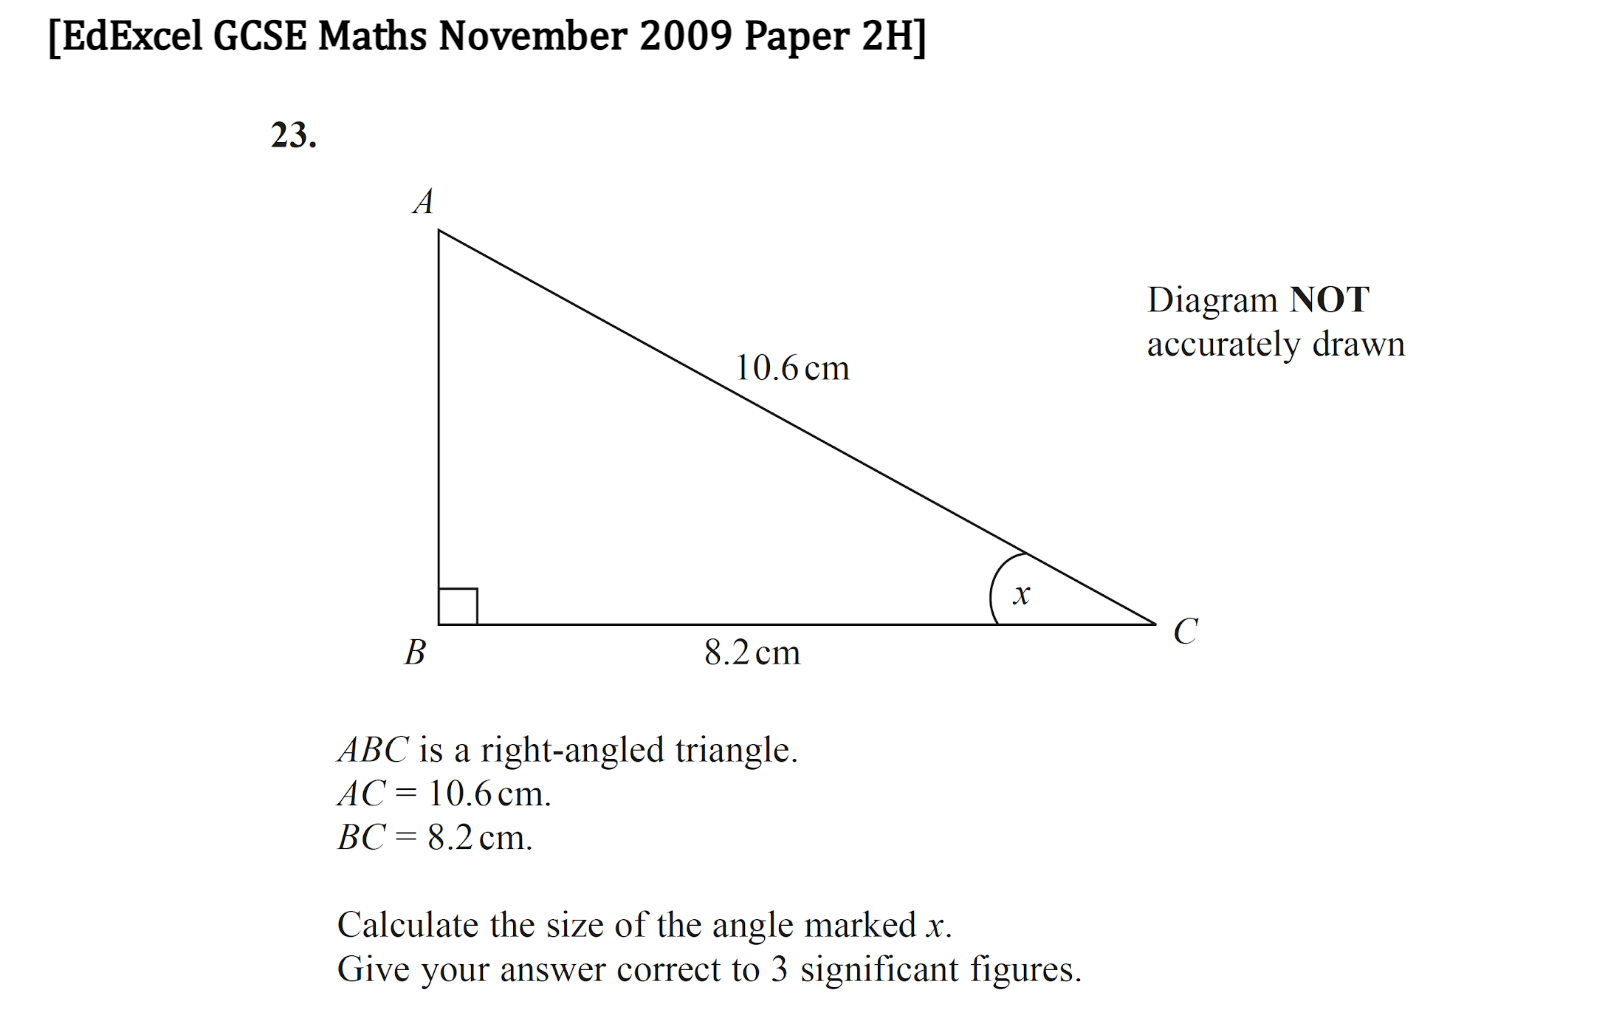 [EdExcel GCSE Maths November 2009 Paper 2H]
23.
A
10.6 cm
Diagram NOT
accurately drawn
x
B
8.2 cm
C
ABC is a right-angled triangle.
AC = 10.6 cm.
BC = 8.2 cm.
Calculate the size of the angle marked x.
Give your answer correct to 3 significant figures.